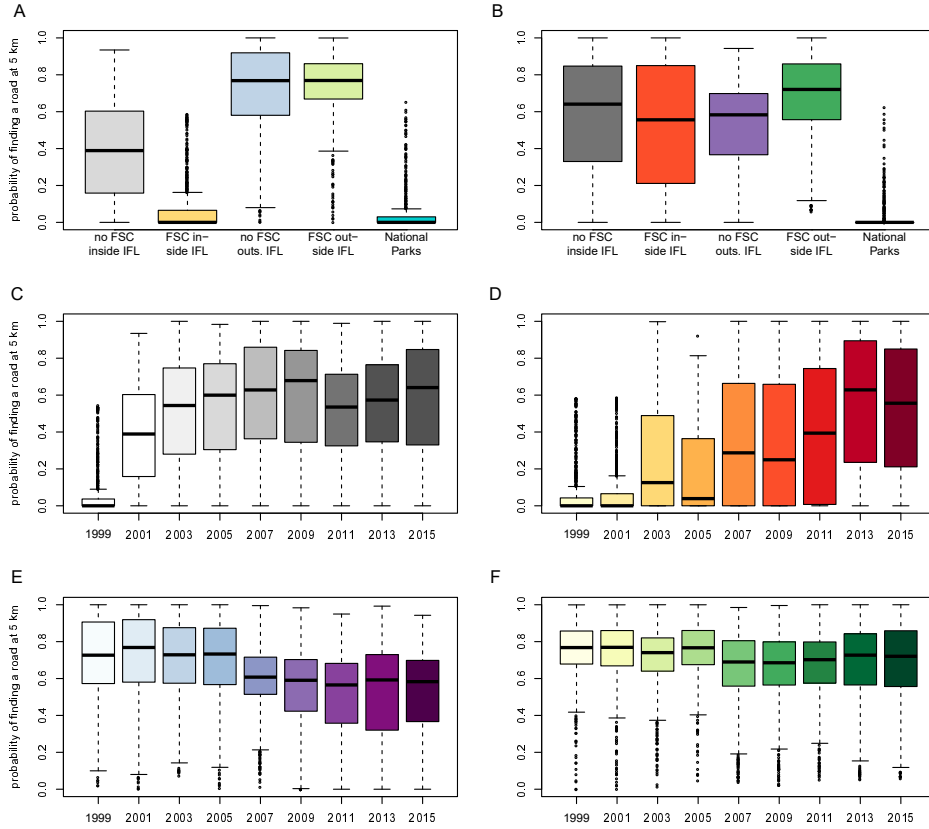 A
probability of finding a road at 5 km
0.0 0.2 0.4 0.6 0.8 1.0
no FSC inside IFL
FSC in− side IFL
no FSC outs. IFL
FSC out− side IFL
National Parks
B
0.0 0.2 0.4 0.6 0.8 1.0
no FSC inside IFL
FSC in− side IFL
no FSC outs. IFL
FSC out− side IFL
National Parks
C
probability of finding a road at 5 km
0.0 0.2 0.4 0.6 0.8 1.0
1999 2001 2003 2005 2007 2009 2011 2013 2015
D
0.0 0.2 0.4 0.6 0.8 1.0
1999 2001 2003 2005 2007 2009 2011 2013 2015
E
probability of finding a road at 5 km
0.0 0.2 0.4 0.6 0.8 1.0
1999 2001 2003 2005 2007 2009 2011 2013 2015
F
0.0 0.2 0.4 0.6 0.8 1.0
1999 2001 2003 2005 2007 2009 2011 2013 2015